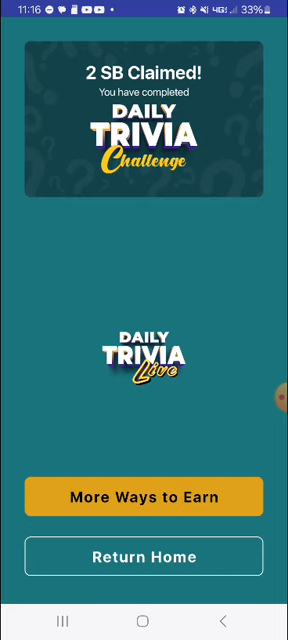 11:16
4G
33%
2 SB Claimed!
You have completed
DAILY
TRIVIA
Challenge
DAILY
TRIVIA
Live
More Ways to Earn
Return Home